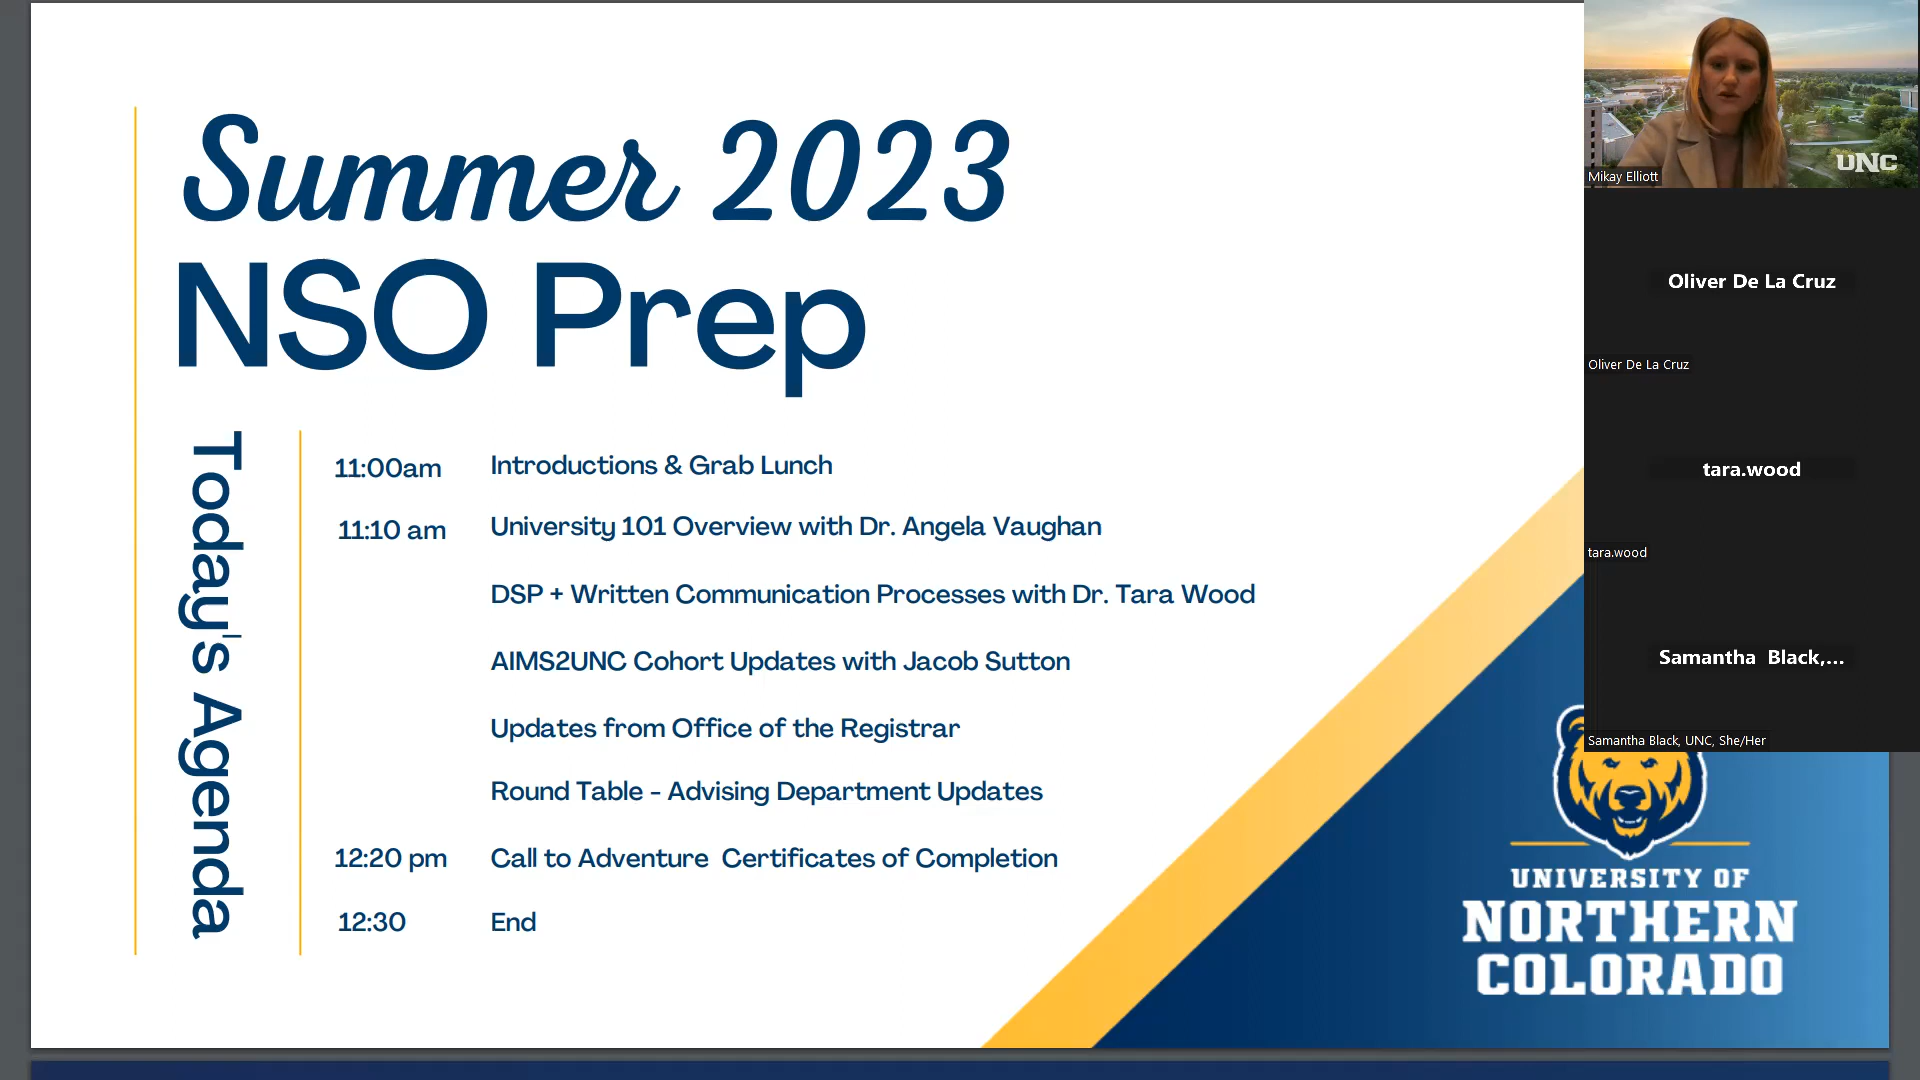 Summer 2023
NSO Prep
Today's Agenda
11:00am Introductions & Grab Lunch
11:10 am University 101 Overview with Dr. Angela Vaughan
DSP + Written Communication Processes with Dr. Tara Wood
AIMS2UNC Cohort Updates with Jacob Sutton
Updates from Office of the Registrar
Round Table - Advising Department Updates
12:20 pm Call to Adventure Certificates of Completion
12:30 End
UNIVERSITY OF
NORTHERN
COLORADO
UNC
Mikay Elliott
Oliver De La Cruz
Oliver De La Cruz
tara.wood
tara.wood
Samantha Black,...
Samantha Black, UNC, She/Her